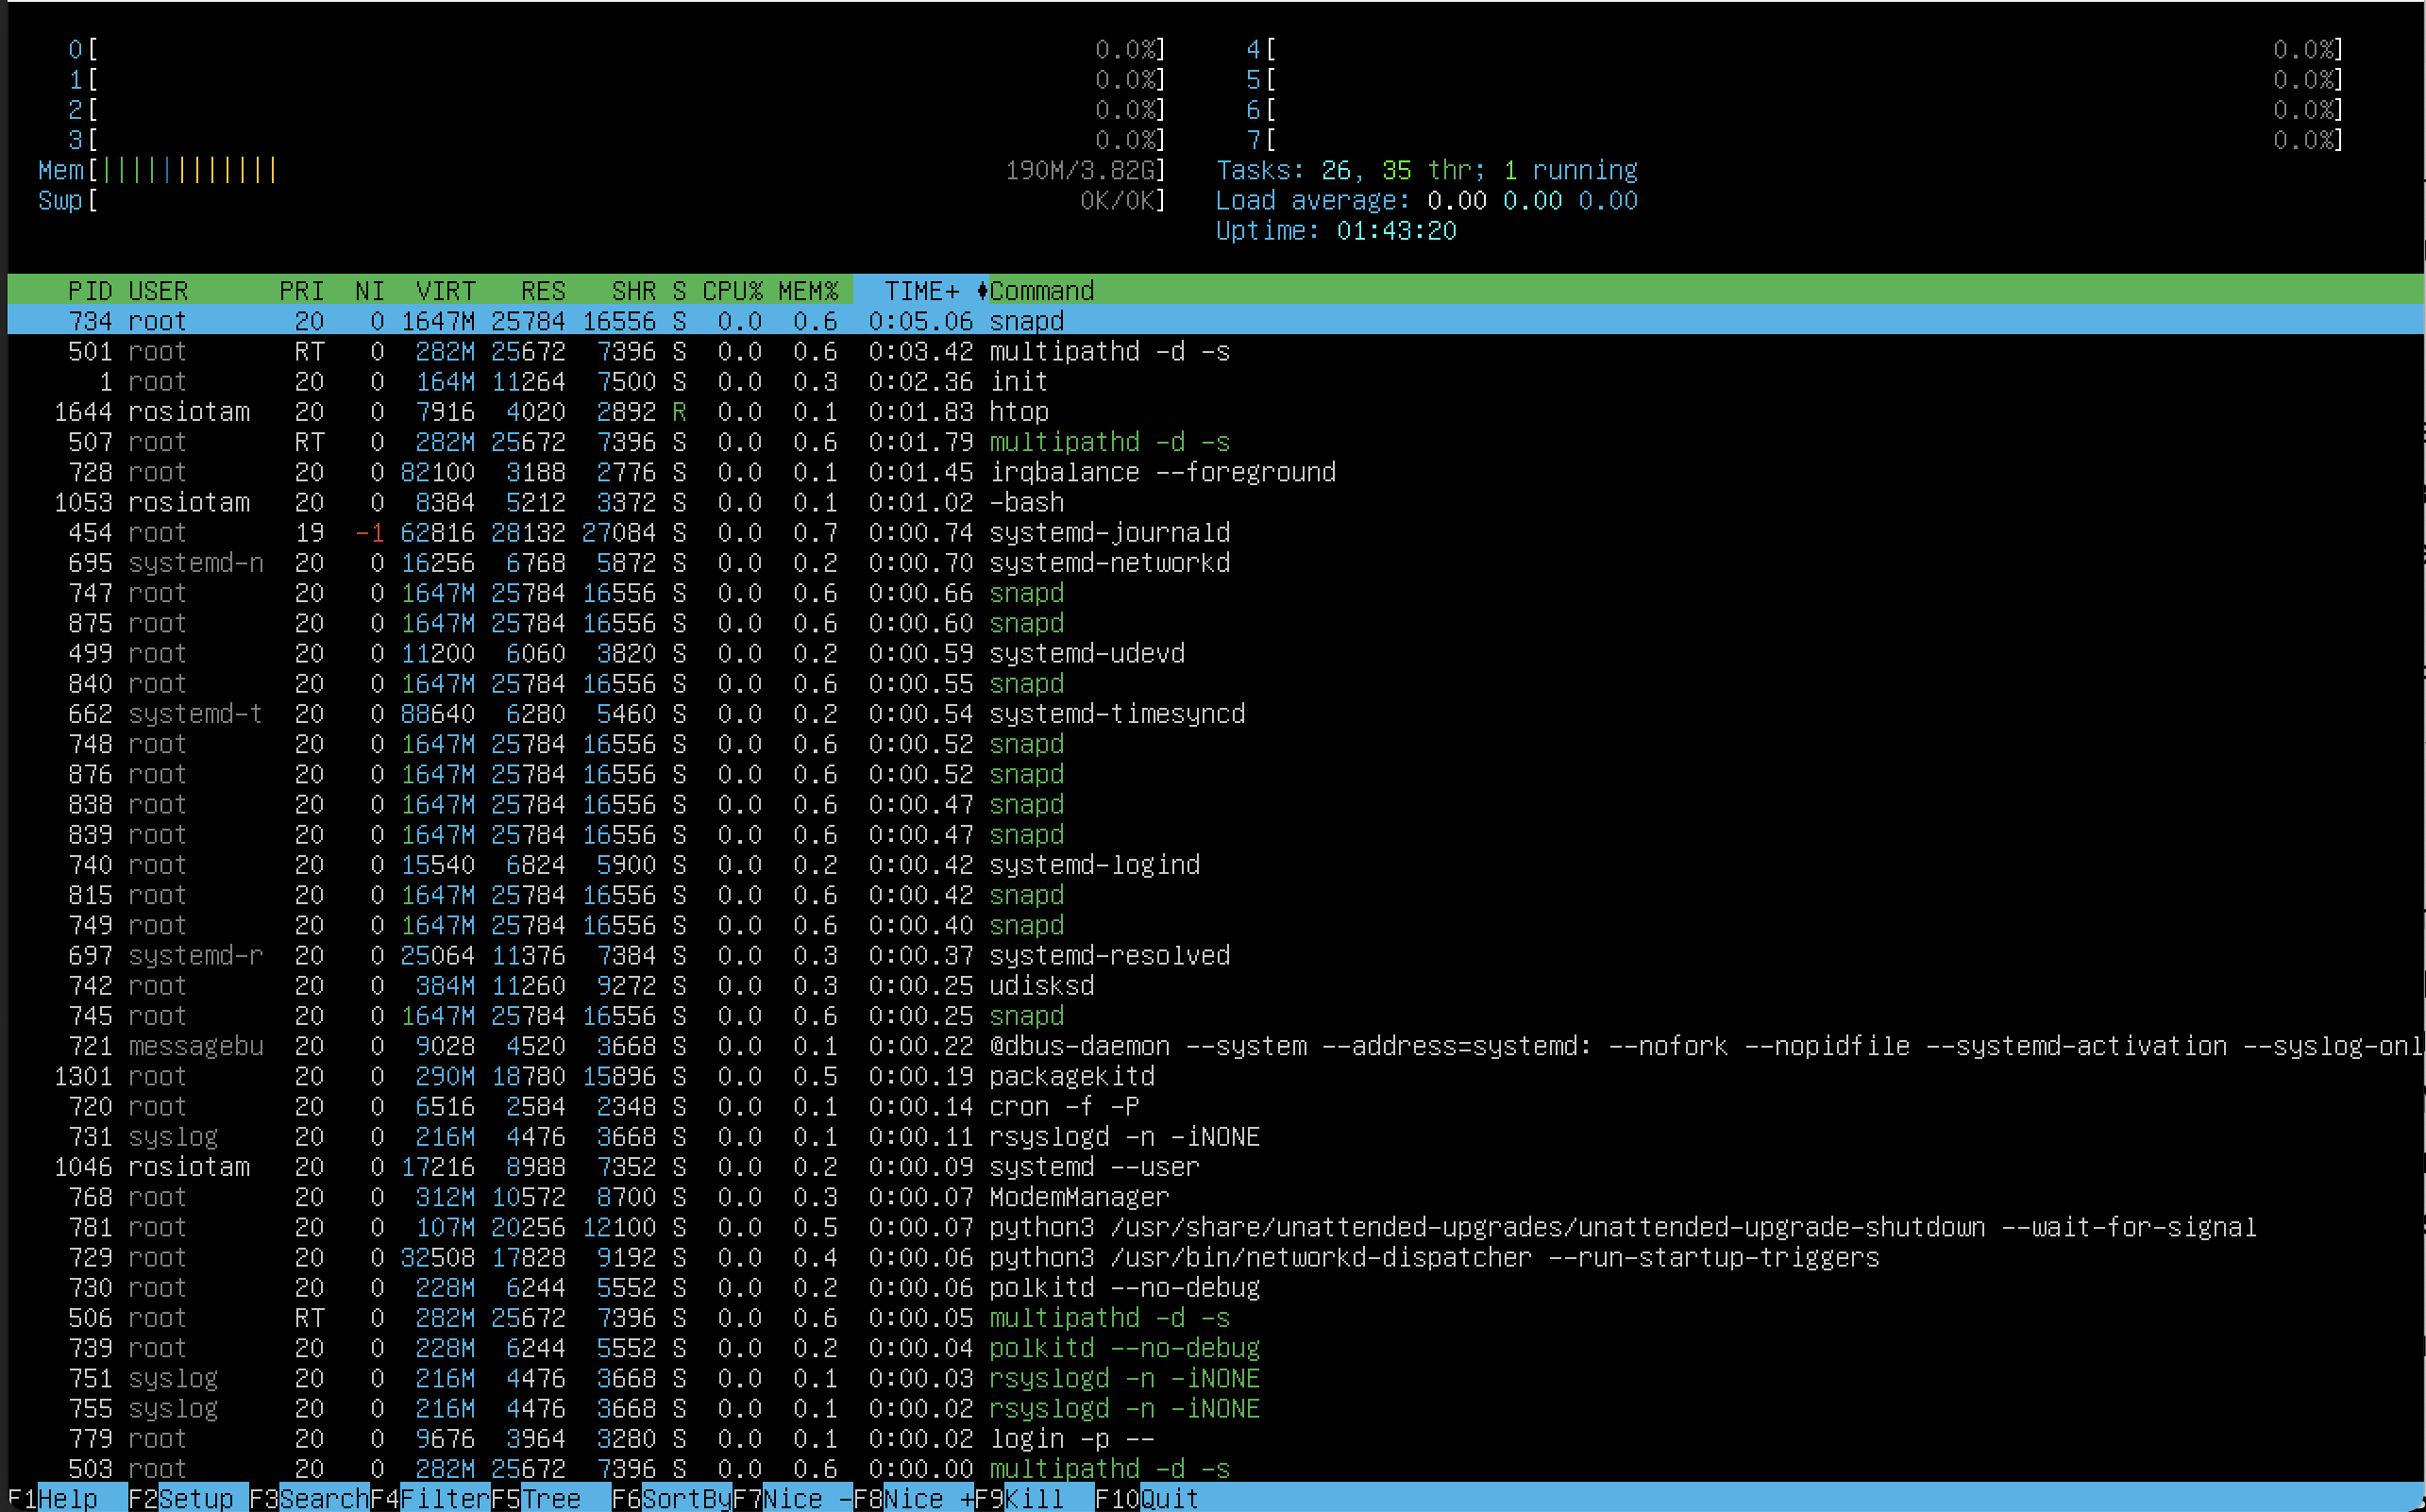 0[ 0.0%] 4[ 0.0%]
1[ 0.0%] 5[ 0.0%]
2[ 0.0%] 6[ 0.0%]
3[ 0.0%] 7[ 0.0%]
Mem[|||||||||||| 190M/3.82G] Tasks: 26, 35 thr; 1 running
Swp[ 0K/0K] Load average: 0.00 0.00 0.00
Uptime: 01:43:20
PID USER PRI NI VIRT RES SHR S CPU% MEM% TIME+ Command
734 root 20 0 1647M 25784 16556 S 0.0 0.6 0:05.06 snapd
501 root RT 0 282M 25672 7396 S 0.0 0.6 0:03.42 multipathd -d -s
1 root 20 0 164M 11264 7500 S 0.0 0.3 0:02.36 init
1644 rosiotam 20 0 7916 4020 2892 R 0.0 0.1 0:01.83 htop
507 root RT 0 282M 25672 7396 S 0.0 0.6 0:01.79 multipathd -d -s
728 root 20 0 82100 3188 2776 S 0.0 0.1 0:01.45 irqbalance --foreground
1053 rosiotam 20 0 8384 5212 3372 S 0.0 0.1 0:01.02 -bash
454 root 19 -1 62816 28132 27084 S 0.0 0.7 0:00.74 systemd-journald
695 systemd-n 20 0 16256 6768 5872 S 0.0 0.2 0:00.70 systemd-networkd
747 root 20 0 1647M 25784 16556 S 0.0 0.6 0:00.66 snapd
875 root 20 0 1647M 25784 16556 S 0.0 0.6 0:00.60 snapd
499 root 20 0 11200 6060 3820 S 0.0 0.2 0:00.59 systemd-udevd
840 root 20 0 1647M 25784 16556 S 0.0 0.6 0:00.55 snapd
662 systemd-t 20 0 88640 6280 5460 S 0.0 0.2 0:00.54 systemd-timesyncd
748 root 20 0 1647M 25784 16556 S 0.0 0.6 0:00.52 snapd
876 root 20 0 1647M 25784 16556 S 0.0 0.6 0:00.52 snapd
838 root 20 0 1647M 25784 16556 S 0.0 0.6 0:00.47 snapd
839 root 20 0 1647M 25784 16556 S 0.0 0.6 0:00.47 snapd
740 root 20 0 15540 6824 5900 S 0.0 0.2 0:00.42 systemd-logind
815 root 20 0 1647M 25784 16556 S 0.0 0.6 0:00.42 snapd
749 root 20 0 1647M 25784 16556 S 0.0 0.6 0:00.40 snapd
697 systemd-r 20 0 25064 11376 7384 S 0.0 0.3 0:00.37 systemd-resolved
742 root 20 0 384M 11260 9272 S 0.0 0.3 0:00.25 udisksd
745 root 20 0 1647M 25784 16556 S 0.0 0.6 0:00.25 snapd
721 messagebu 20 0 9028 4520 3668 S 0.0 0.1 0:00.22 @dbus-daemon --system --address=systemd: --nofork --nopidfile --systemd-activation --syslog-onl
1301 root 20 0 290M 18780 15896 S 0.0 0.5 0:00.19 packagekitd
720 root 20 0 6516 2584 2348 S 0.0 0.1 0:00.14 cron -f -P
731 syslog 20 0 216M 4476 3668 S 0.0 0.1 0:00.11 rsyslogd -n -iNONE
1046 rosiotam 20 0 17216 8988 7352 S 0.0 0.2 0:00.09 systemd --user
768 root 20 0 312M 10572 8700 S 0.0 0.3 0:00.07 ModemManager
781 root 20 0 107M 20256 12100 S 0.0 0.5 0:00.07 python3 /usr/share/unattended-upgrades/unattended-upgrade-shutdown --wait-for-signal
729 root 20 0 32508 17828 9192 S 0.0 0.4 0:00.06 python3 /usr/bin/networkd-dispatcher --run-startup-triggers
730 root 20 0 228M 6244 5552 S 0.0 0.2 0:00.06 polkitd --no-debug
506 root RT 0 282M 25672 7396 S 0.0 0.6 0:00.05 multipathd -d -s
739 root 20 0 228M 6244 5552 S 0.0 0.2 0:00.04 polkitd --no-debug
751 syslog 20 0 216M 4476 3668 S 0.0 0.1 0:00.03 rsyslogd -n -iNONE
755 syslog 20 0 216M 4476 3668 S 0.0 0.1 0:00.02 rsyslogd -n -iNONE
779 root 20 0 9676 3964 3280 S 0.0 0.1 0:00.02 login -p --
503 root 20 0 282M 25672 7396 S 0.0 0.6 0:00.00 multipathd -d -s
F1Help F2Setup F3SearchF4FilterF5Tree F6SortByF7Nice -F8Nice +F9Kill F10Quit